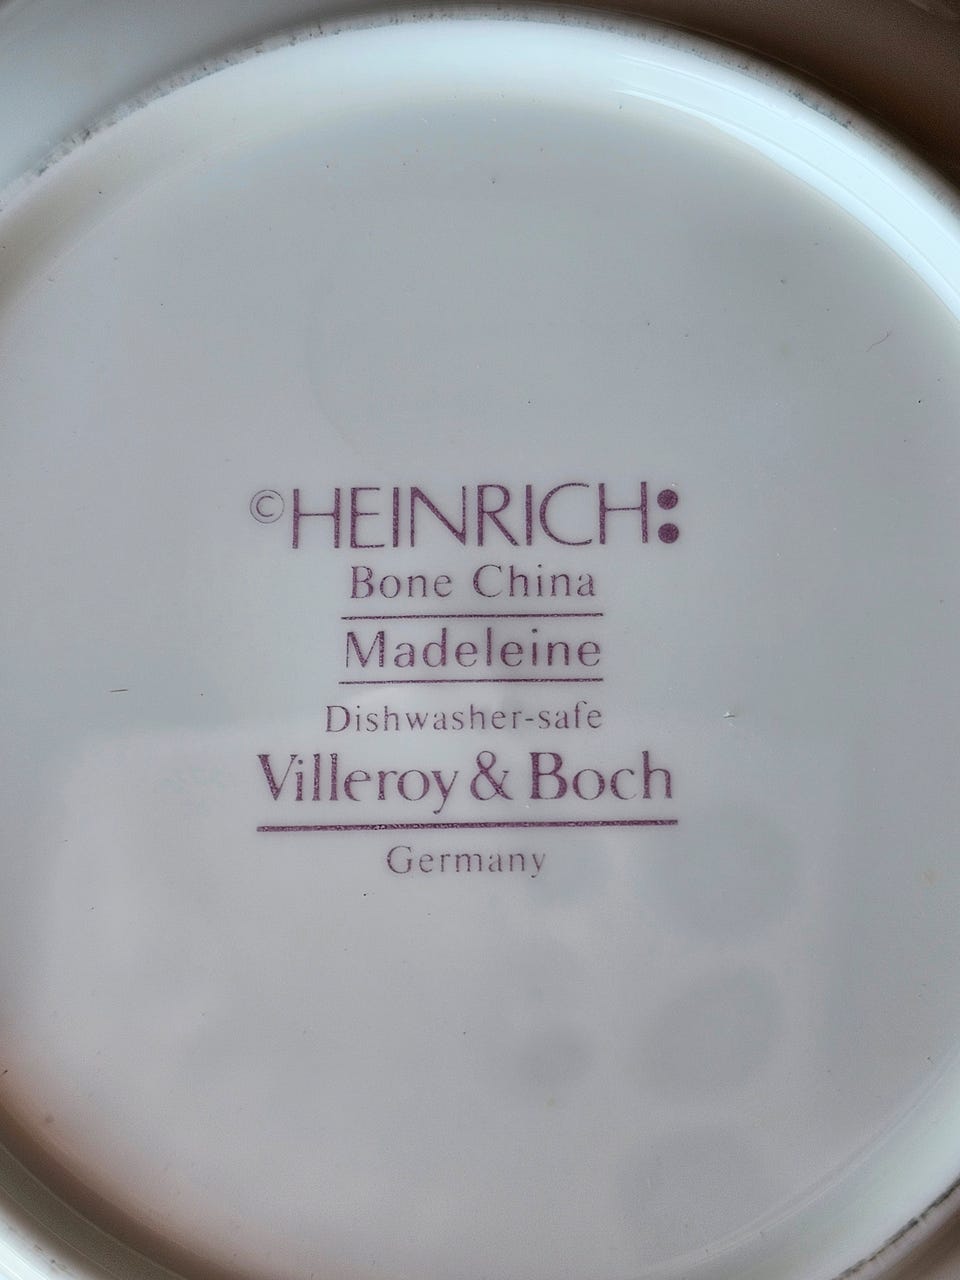 ©HEINRICH:
Bone China
Madeleine
Dishwasher-safe
Villeroy & Boch
Germany